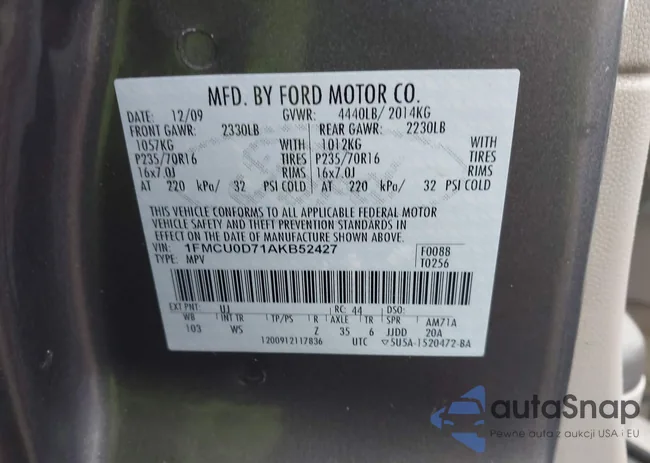 MFD. BY FORD MOTOR CO.
DATE: 12/09 GVWR: 4440LB/ 2014KG
FRONT GAWR: 2330LB REAR GAWR: 2230LB
1057KG WITH 1012KG WITH
P235/70R16 TIRES P235/70R16 TIRES
16x7.0J RIMS 16x7.0J RIMS
AT 220 kPa/ 32 PSI COLD AT 220 kPa/ 32 PSI COLD
THIS VEHICLE CONFORMS TO ALL APPLICABLE FEDERAL MOTOR
VEHICLE SAFETY AND THEFT PREVENTION STANDARDS IN
EFFECT ON THE DATE OF MANUFACTURE SHOWN ABOVE.
VIN: 1FMCU0D71AKB52427 F0088
TYPE: MPV T0256
EXT PNT: UJ RC: 44 DSO:
WB INT TR TP/PS R AXLE TR SPR AM71A
103 WS Z 35 6 JJDD 20A
1200912117836 UTC ▽5U5A-1520472-BA
autoSnap
Pewne auto z aukcji USA i EU